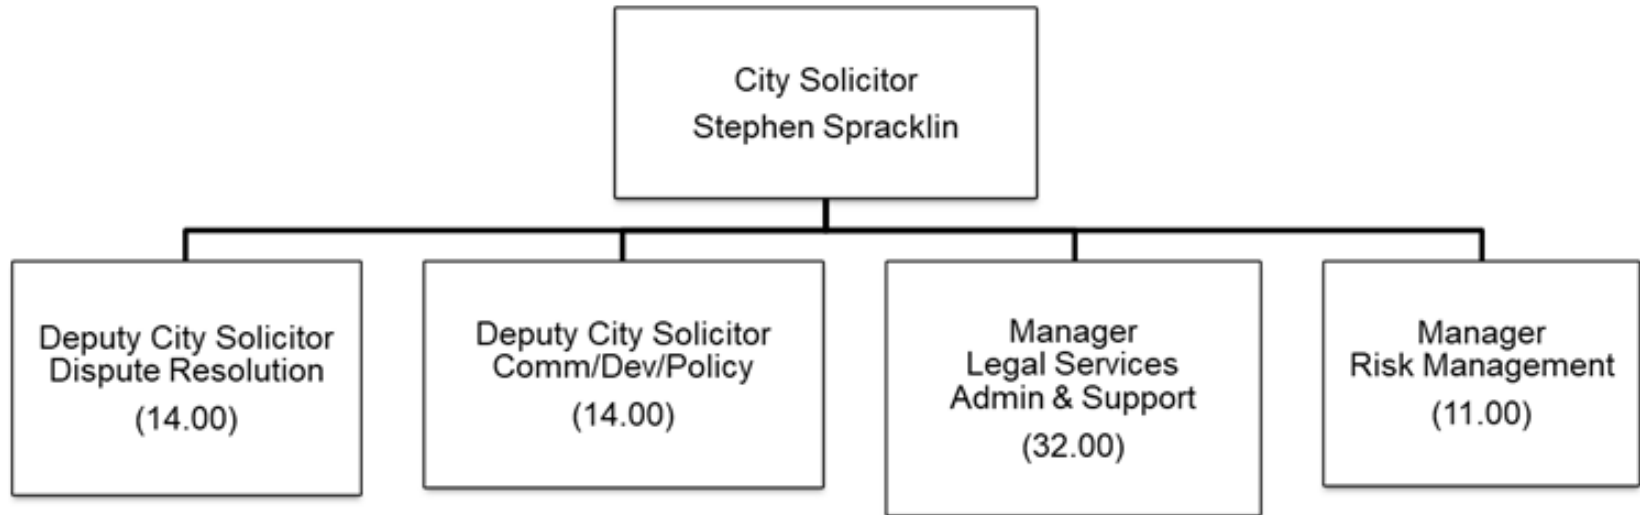 City Solicitor
Stephen Spracklin
Deputy City Solicitor
Dispute Resolution
(14.00)
Deputy City Solicitor
Comm/Dev/Policy
(14.00)
Manager
Legal Services
Admin & Support
(32.00)
Manager
Risk Management
(11.00)